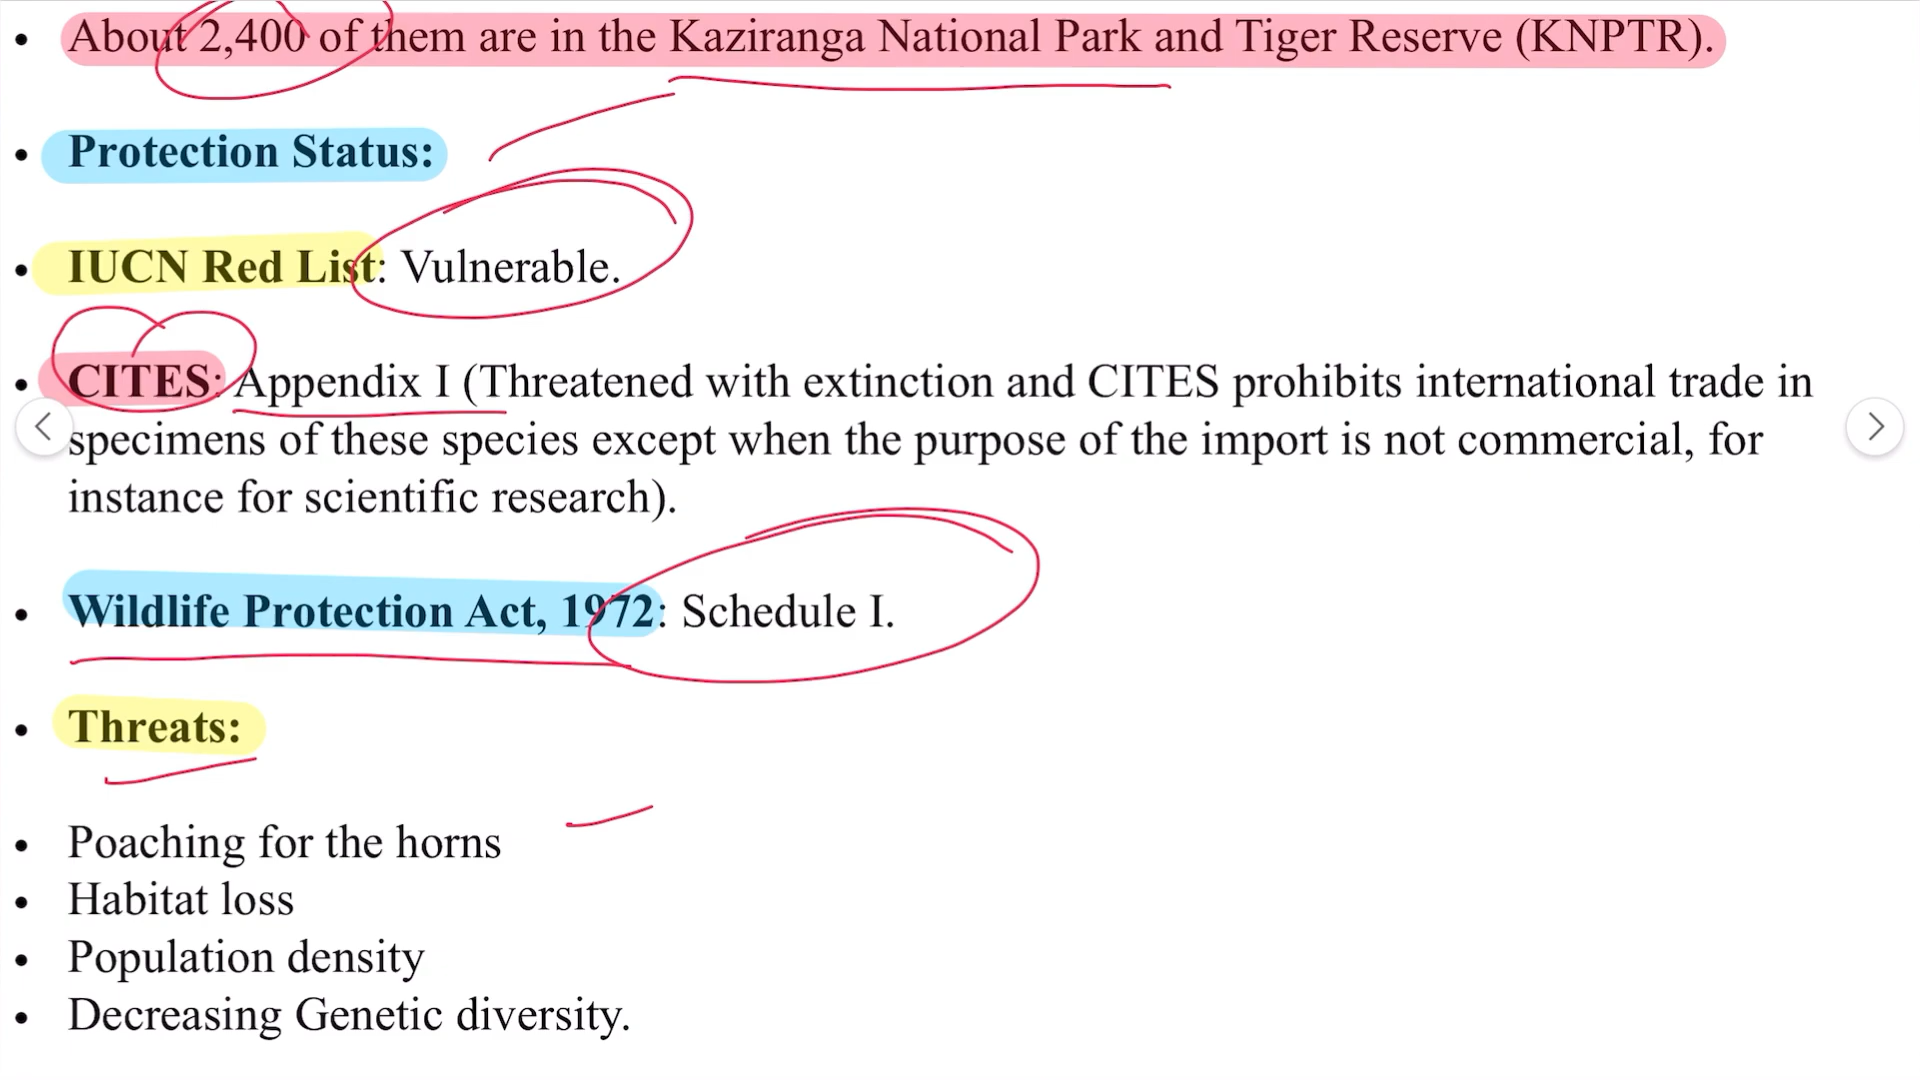 • About 2,400 of them are in the Kaziranga National Park and Tiger Reserve (KNPTR).
• Protection Status:
• IUCN Red List: Vulnerable.
• CITES: Appendix I (Threatened with extinction and CITES prohibits international trade in
specimens of these species except when the purpose of the import is not commercial, for
instance for scientific research).
• Wildlife Protection Act, 1972: Schedule I.
• Threats:
• Poaching for the horns
• Habitat loss
• Population density
• Decreasing Genetic diversity.